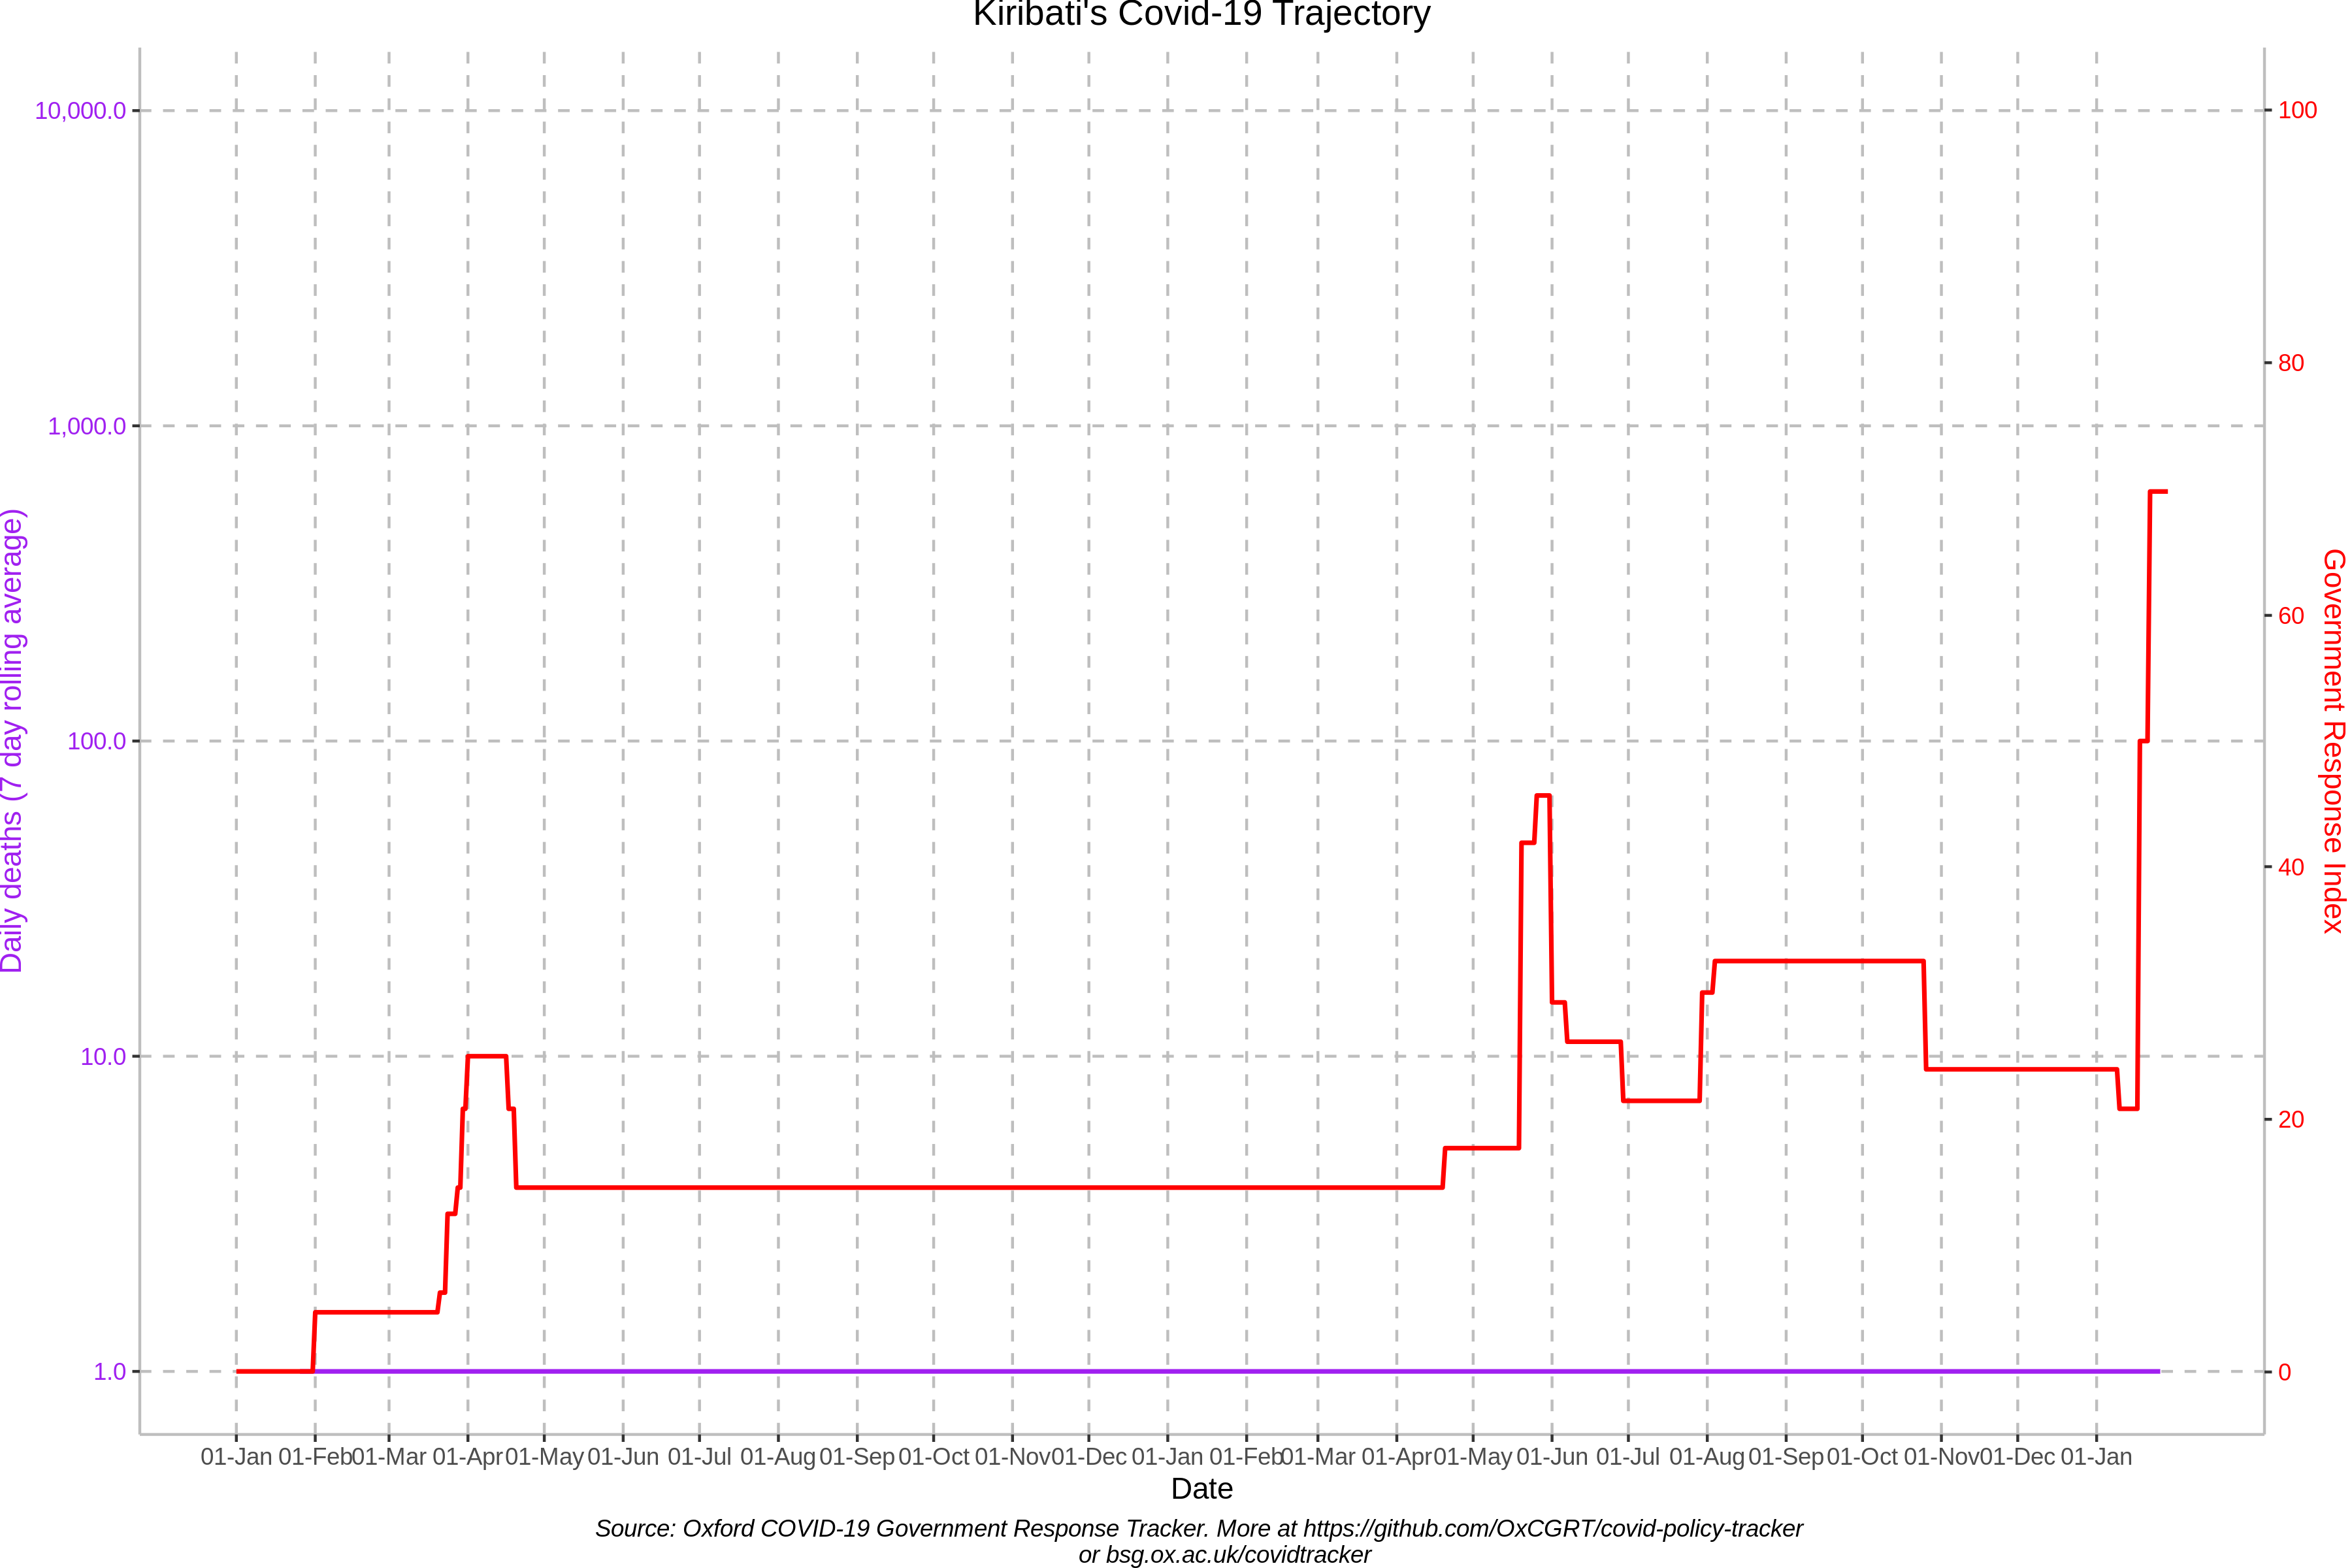 Kiribati's Covid-19 Trajectory
10,000.0
1,000.0
100.0
10.0
1.0
Daily deaths (7 day rolling average)
100
80
60
40
20
0
Government Response Index
01-Jan 01-Feb 01-Mar 01-Apr 01-May 01-Jun 01-Jul 01-Aug 01-Sep 01-Oct 01-Nov 01-Dec 01-Jan 01-Feb 01-Mar 01-Apr 01-May 01-Jun 01-Jul 01-Aug 01-Sep 01-Oct 01-Nov 01-Dec 01-Jan
Date
Source: Oxford COVID-19 Government Response Tracker. More at https://github.com/OxCGRT/covid-policy-tracker
or bsg.ox.ac.uk/covidtracker